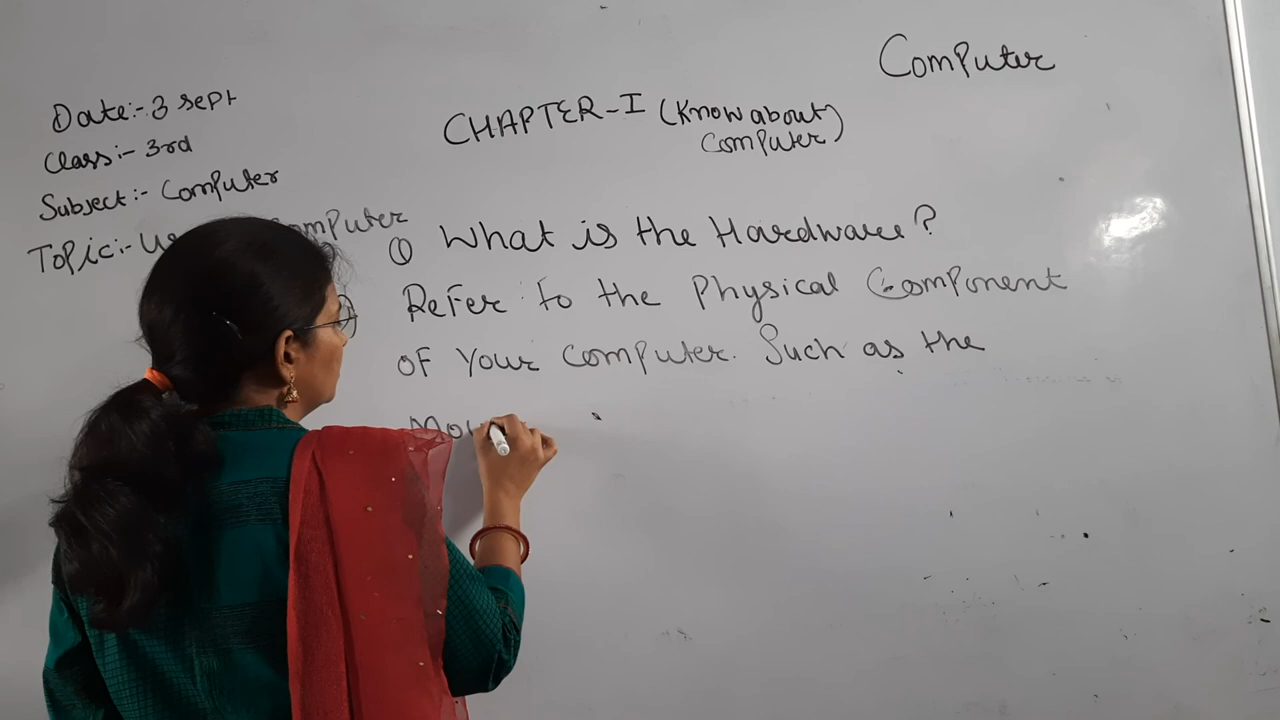 Computer
Date:- 3 sept
CHAPTER-I (Know about
Computer)
Class:- 3rd
Subject:- Computer
Topic:- Computer
① What is the Hardware?
Refer to the Physical Component
of Your Computer. Such as the